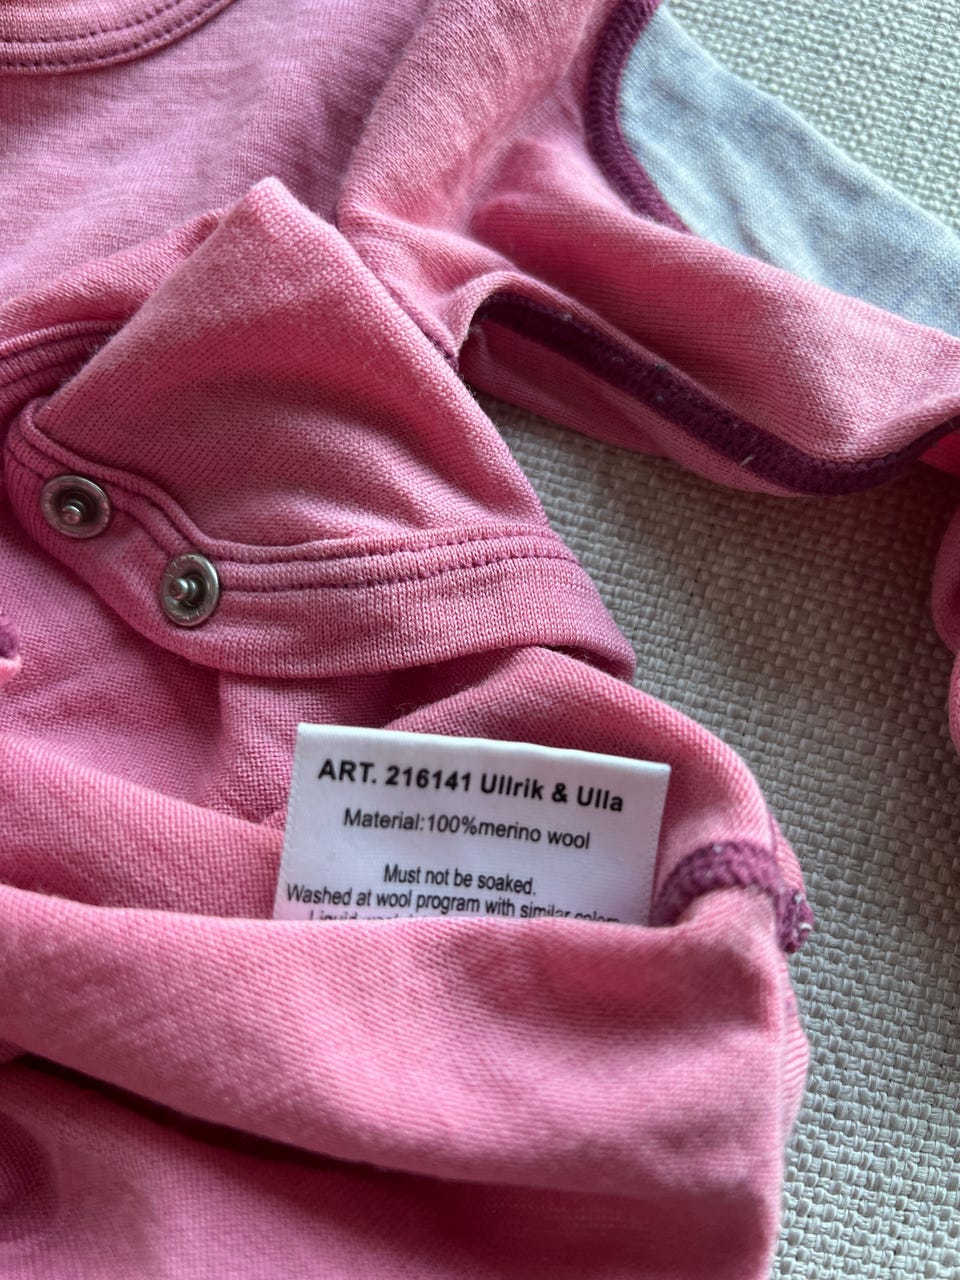 ART. 216141 Ullrik & Ulla
Material:100%merino wool
Must not be soaked.
Washed at wool program with similar colors
Liquid